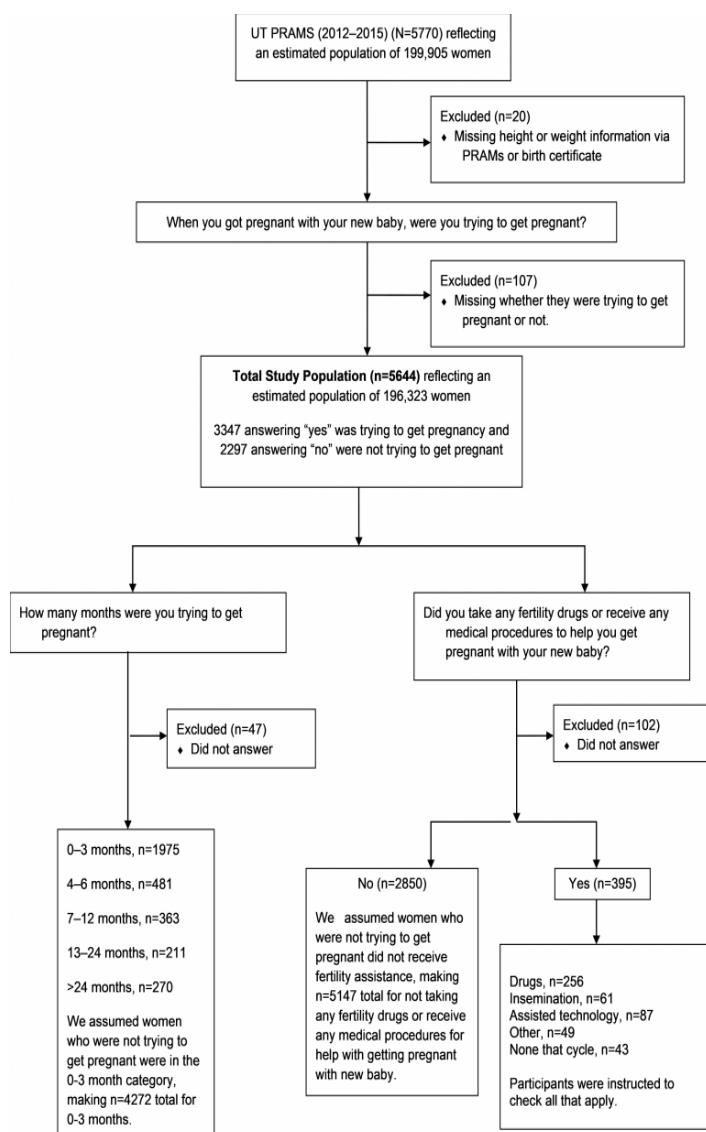 UT PRAMS (2012–2015) (N=5770) reflecting
an estimated population of 199,905 women
Excluded (n=20)
♦ Missing height or weight information via
PRAMs or birth certificate
When you got pregnant with your new baby, were you trying to get pregnant?
Excluded (n=107)
♦ Missing whether they were trying to get
pregnant or not.
Total Study Population (n=5644) reflecting an
estimated population of 196,323 women
3347 answering “yes” was trying to get pregnancy and
2297 answering “no” were not trying to get pregnant
How many months were you trying to get
pregnant?
Excluded (n=47)
♦ Did not answer
0–3 months, n=1975
4–6 months, n=481
7–12 months, n=363
13–24 months, n=211
>24 months, n=270
We assumed women
who were not trying to
get pregnant were in the
0-3 month category,
making n=4272 total for
0-3 months.
Did you take any fertility drugs or receive any
medical procedures to help you get
pregnant with your new baby?
Excluded (n=102)
♦ Did not answer
No (n=2850)
We assumed women who
were not trying to get
pregnant did not receive
fertility assistance, making
n=5147 total for not taking
any fertility drugs or receive
any medical procedures for
help with getting pregnant
with new baby.
Yes (n=395)
Drugs, n=256
Insemination, n=61
Assisted technology, n=87
Other, n=49
None that cycle, n=43
Participants were instructed to
check all that apply.